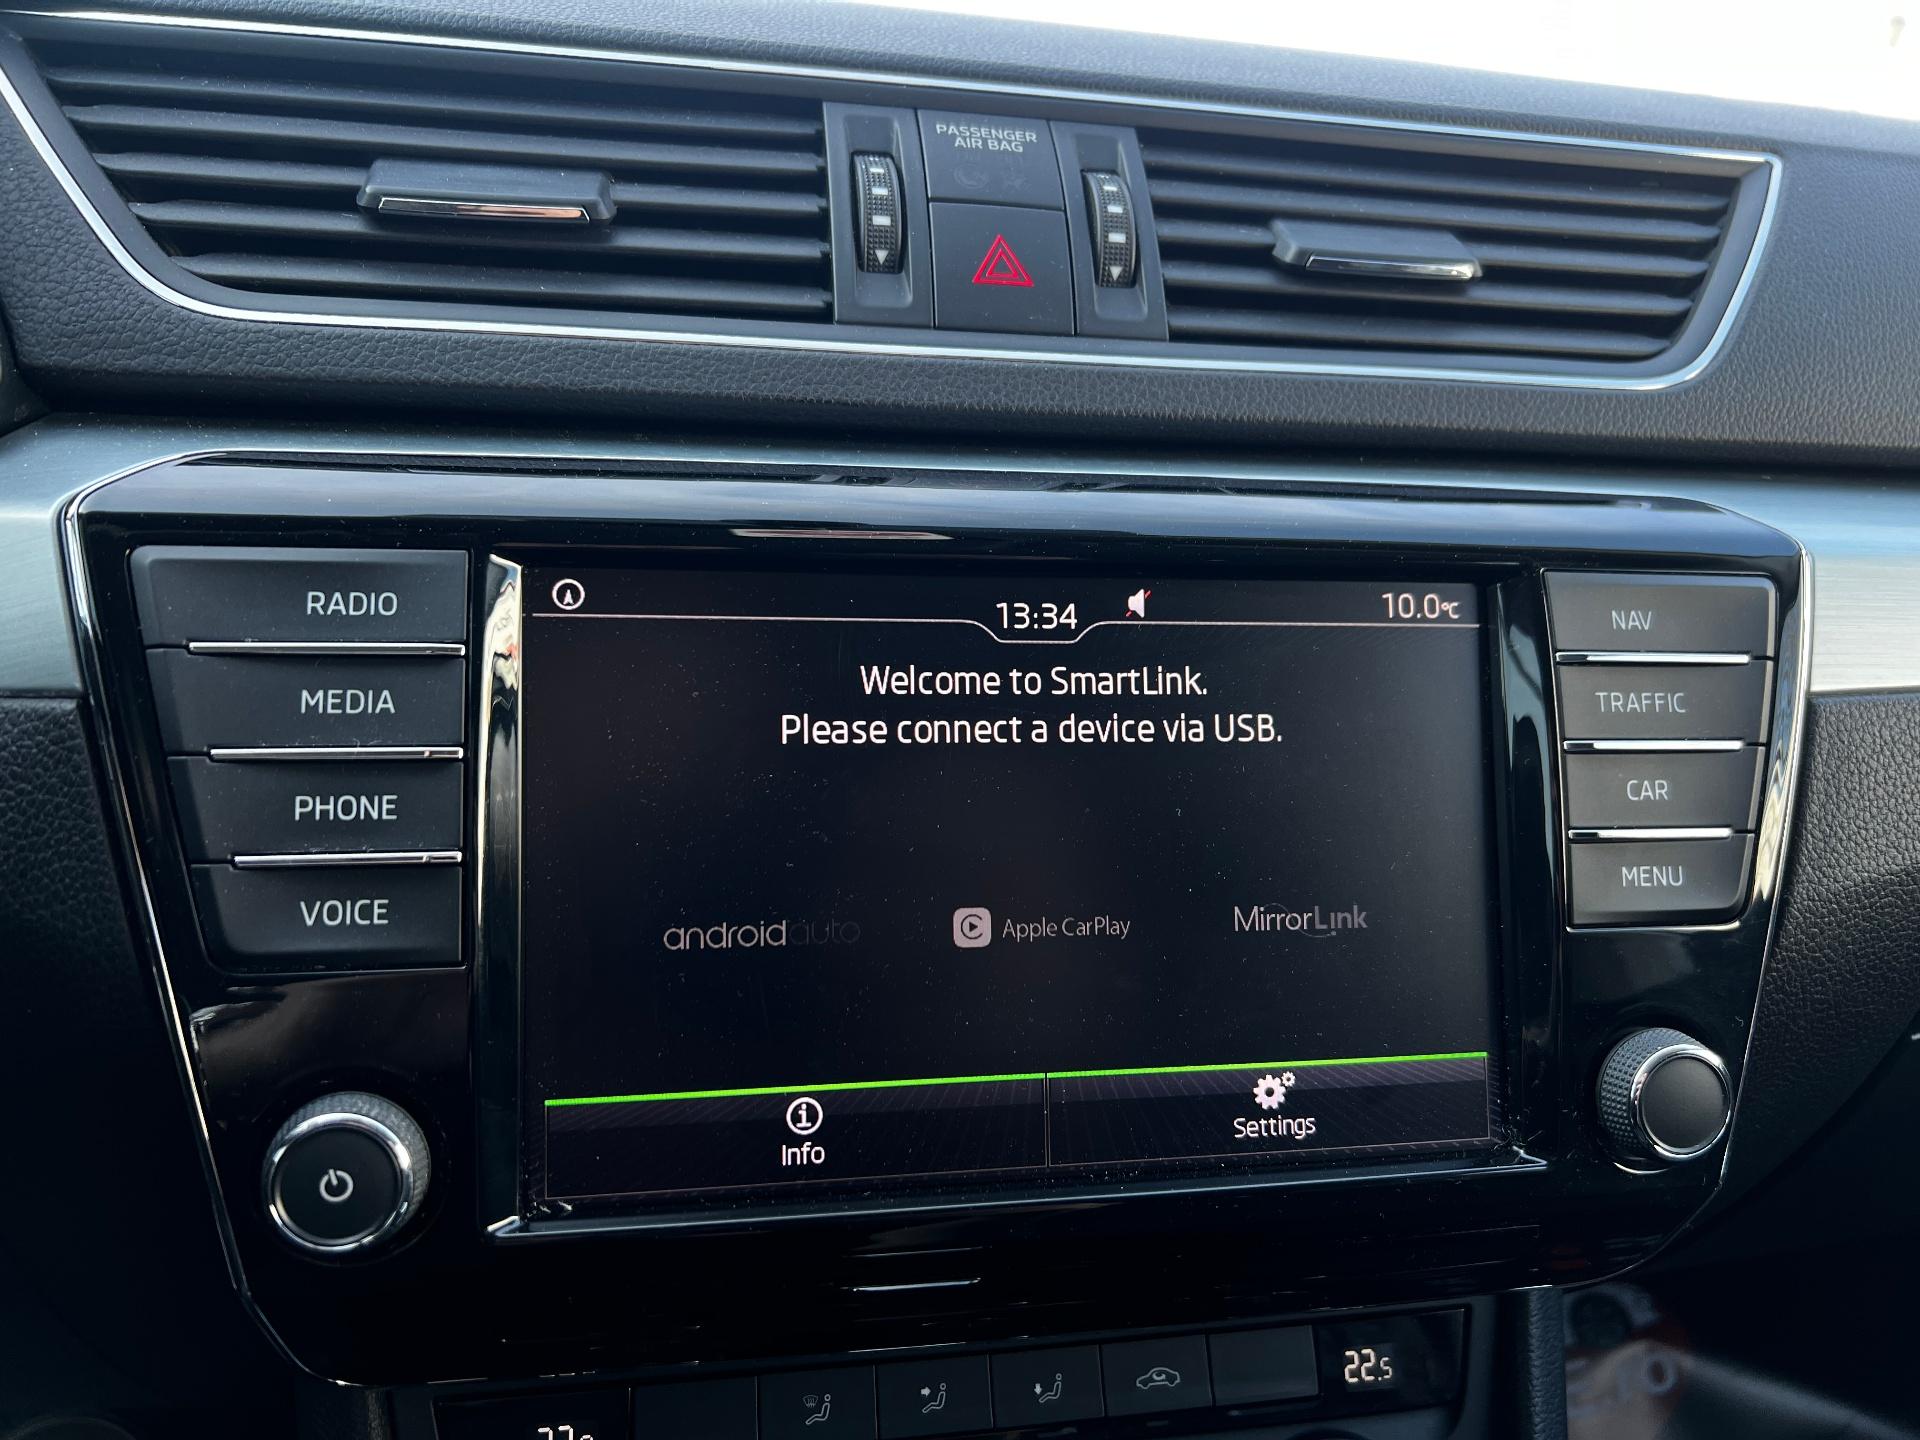 PASSENGER
AIR BAG
RADIO
MEDIA
PHONE
VOICE
13:34
10.0°C
Welcome to SmartLink.
Please connect a device via USB.
androidauto
Apple CarPlay
MirrorLink
Info
Settings
NAV
TRAFFIC
CAR
MENU
22.5